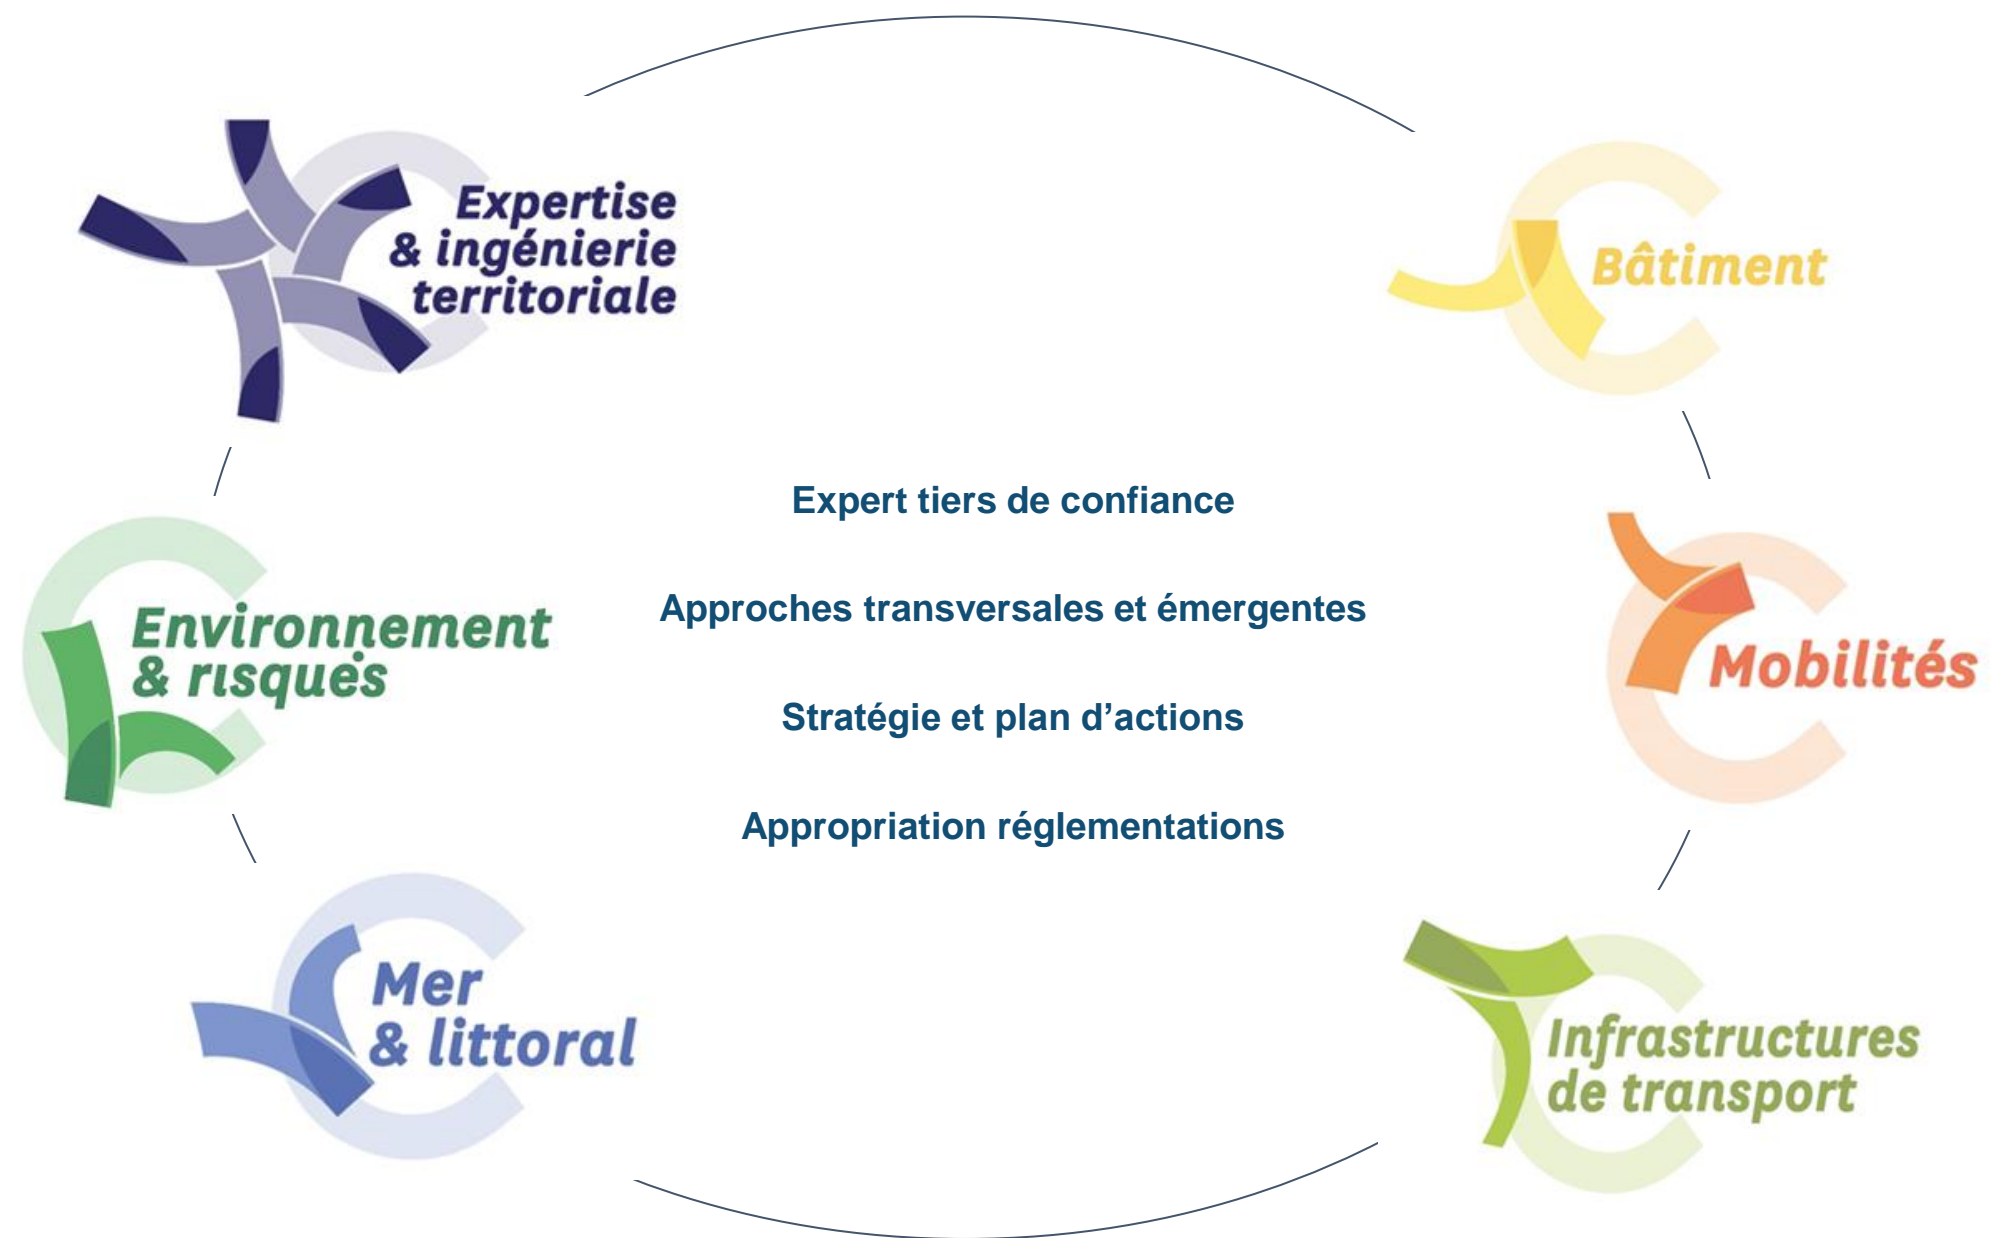 Expertise
& ingénierie
territoriale
Bâtiment
Expert tiers de confiance
Approches transversales et émergentes
Stratégie et plan d’actions
Appropriation réglementations
Environnement
& risques
Mobilités
Mer
& littoral
Infrastructures
de transport